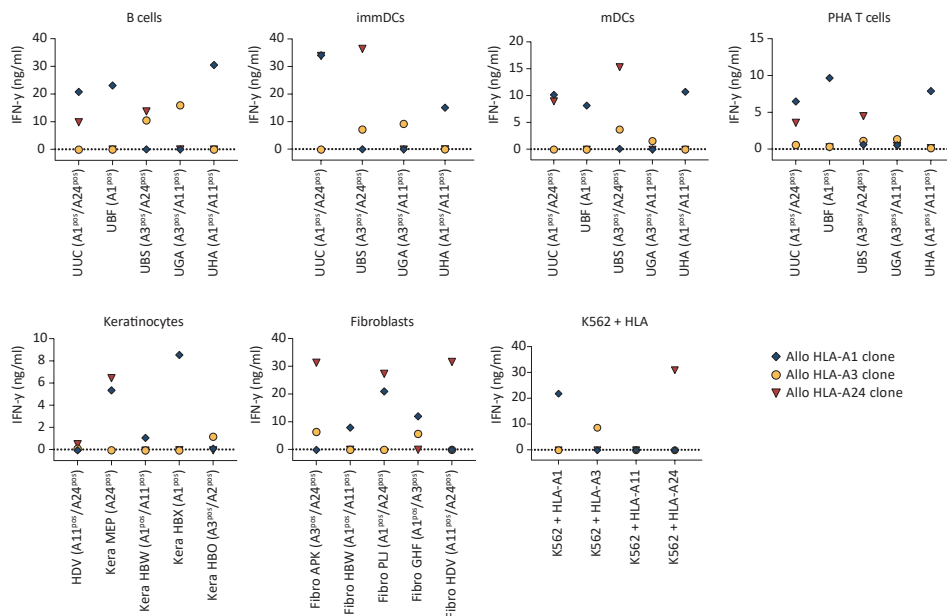 B cells
IFN-γ (ng/ml)
40
30
20
10
0
UUC (A1pos/A24pos)
UBF (A1pos)
UBS (A3pos/A24pos)
UGA (A3pos/A11pos)
UHA (A1pos/A11pos)
immDCs
IFN-γ (ng/ml)
40
30
20
10
0
UUC (A1pos/A24pos)
UBS (A3pos/A24pos)
UGA (A3pos/A11pos)
UHA (A1pos/A11pos)
mDCs
IFN-γ (ng/ml)
20
15
10
5
0
UUC (A1pos/A24pos)
UBF (A1pos)
UBS (A3pos/A24pos)
UGA (A3pos/A11pos)
UHA (A1pos/A11pos)
PHA T cells
IFN-γ (ng/ml)
15
10
5
0
UUC (A1pos/A24pos)
UBF (A1pos)
UBS (A3pos/A24pos)
UGA (A3pos/A11pos)
UHA (A1pos/A11pos)
Keratinocytes
IFN-γ (ng/ml)
10
8
6
4
2
0
HDV (A11pos/A24pos)
Kera MEP (A24pos)
Kera HBW (A1pos/A11pos)
Kera HBX (A1pos)
Kera HBO (A3pos/A2pos)
Fibroblasts
IFN-γ (ng/ml)
40
30
20
10
0
Fibro APK (A3pos/A24pos)
Fibro HBW (A1pos/A11pos)
Fibro PLJ (A1pos/A24pos)
Fibro GHF (A1pos/A3pos)
Fibro HDV (A11pos/A24pos)
K562 + HLA
IFN-γ (ng/ml)
40
30
20
10
0
K562 + HLA-A1
K562 + HLA-A3
K562 + HLA-A11
K562 + HLA-A24
Allo HLA-A1 clone
Allo HLA-A3 clone
Allo HLA-A24 clone